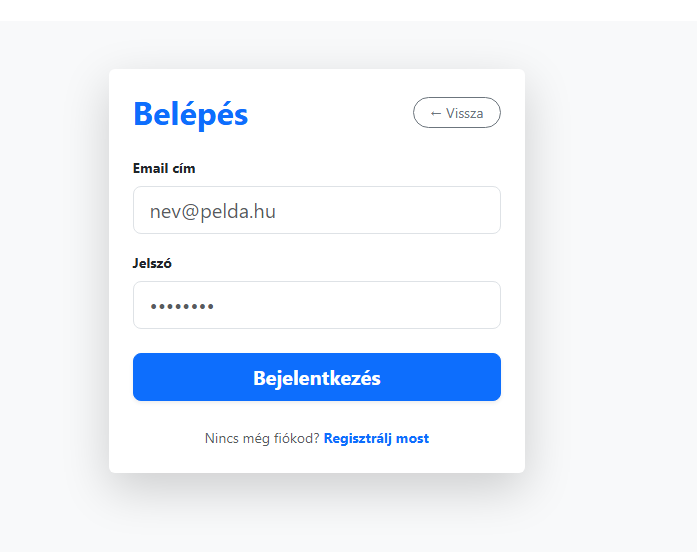 Belépés
← Vissza
Email cím
nev@pelda.hu
Jelszó
••••••••
Bejelentkezés
Nincs még fiókod? Regisztrálj most